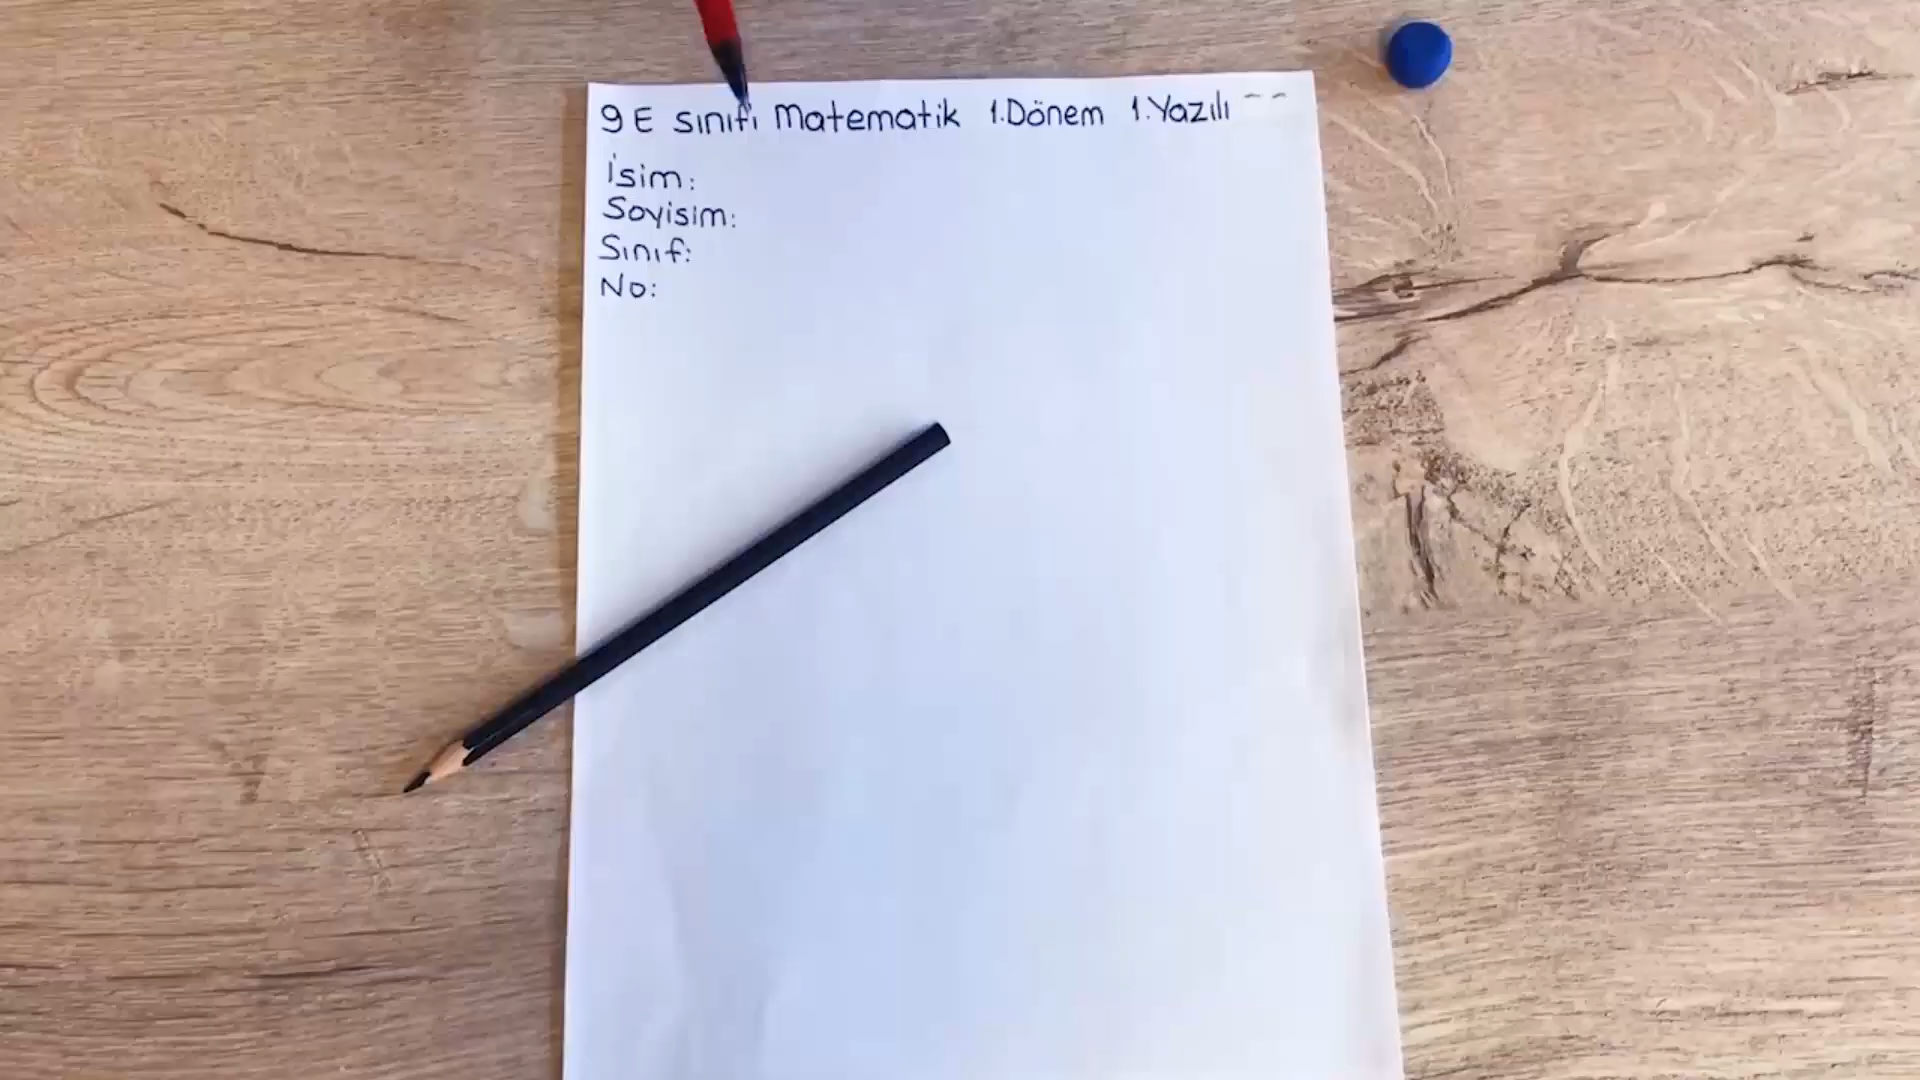 9 E sınıfı Matematik 1.Dönem 1.Yazılı
İsim:
Soyisim:
Sınıf:
No: